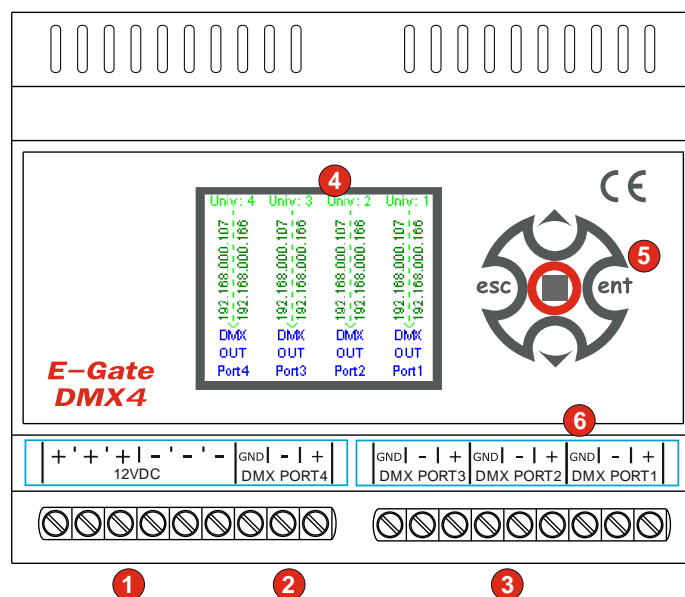 4
Univ: 4 Univ: 3 Univ: 2 Univ: 1
192.168.000.107 192.168.000.166 192.168.000.107 192.168.000.166 192.168.000.107 192.168.000.166 192.168.000.107 192.168.000.166
DMX DMX DMX DMX
OUT OUT OUT OUT
Port4 Port3 Port2 Port1
CE
5
esc ent
E-Gate
DMX4
6
+ ' + ' + | - ' - ' - GND | - | + GND | - | + GND | - | + GND | - | +
12VDC DMX PORT4 DMX PORT3 DMX PORT2 DMX PORT1
1 2 3